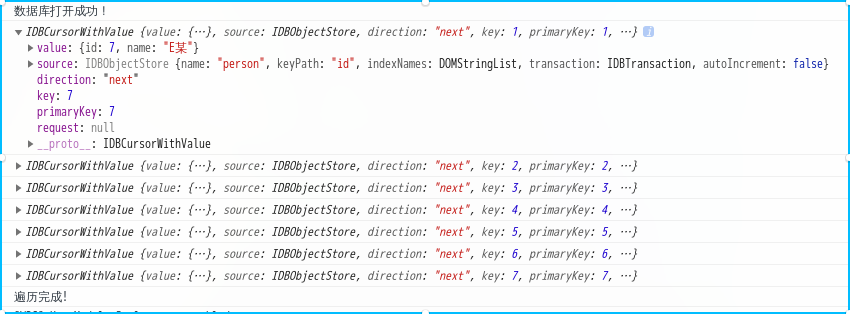 数据库打开成功！
IDBCursorWithValue {value: {…}, source: IDBObjectStore, direction: "next", key: 1, primaryKey: 1, …} i
value: {id: 7, name: "E某"}
source: IDBObjectStore {name: "person", keyPath: "id", indexNames: DOMStringList, transaction: IDBTransaction, autoIncrement: false}
direction: "next"
key: 7
primaryKey: 7
request: null
__proto__: IDBCursorWithValue
IDBCursorWithValue {value: {…}, source: IDBObjectStore, direction: "next", key: 2, primaryKey: 2, …}
IDBCursorWithValue {value: {…}, source: IDBObjectStore, direction: "next", key: 3, primaryKey: 3, …}
IDBCursorWithValue {value: {…}, source: IDBObjectStore, direction: "next", key: 4, primaryKey: 4, …}
IDBCursorWithValue {value: {…}, source: IDBObjectStore, direction: "next", key: 5, primaryKey: 5, …}
IDBCursorWithValue {value: {…}, source: IDBObjectStore, direction: "next", key: 6, primaryKey: 6, …}
IDBCursorWithValue {value: {…}, source: IDBObjectStore, direction: "next", key: 7, primaryKey: 7, …}
遍历完成!